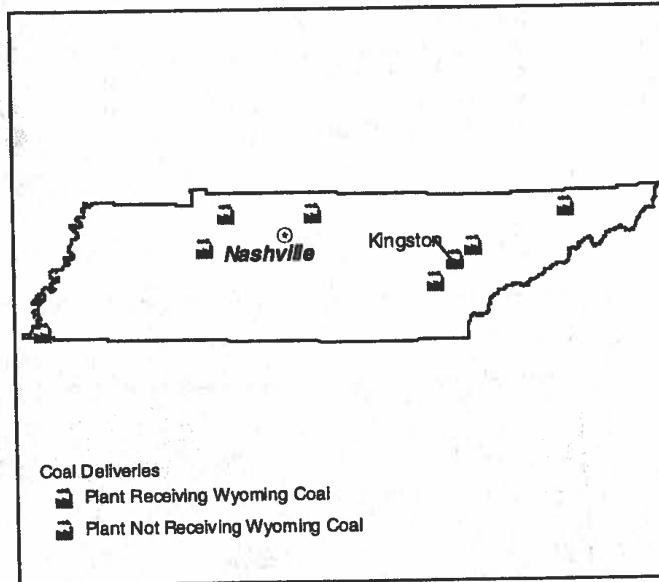 Kingston
Nashville
Coal Deliveries
Plant Receiving Wyoming Coal
Plant Not Receiving Wyoming Coal